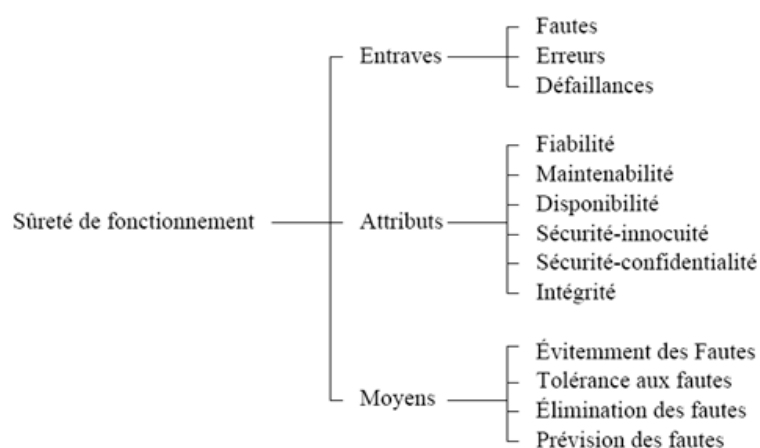 Sûreté de fonctionnement
Entraves
Fautes
Erreurs
Défaillances
Attributs
Fiabilité
Maintenabilité
Disponibilité
Sécurité-innocuité
Sécurité-confidentialité
Intégrité
Moyens
Évitemment des Fautes
Tolérance aux fautes
Élimination des fautes
Prévision des fautes